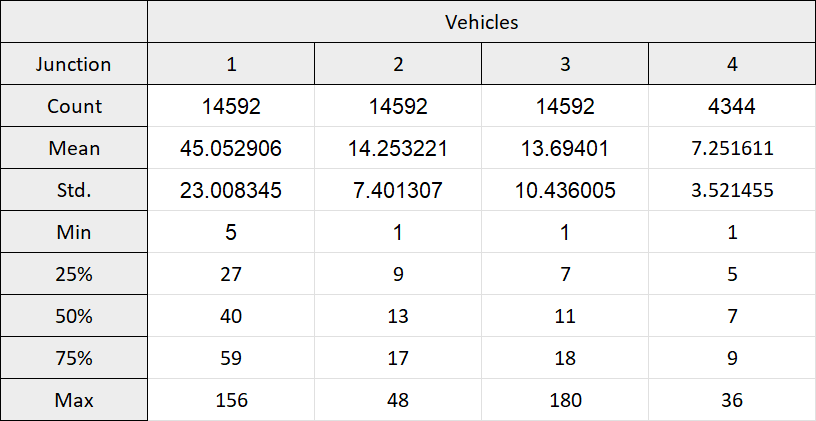 Vehicles
Junction 1 2 3 4
Count 14592 14592 14592 4344
Mean 45.052906 14.253221 13.69401 7.251611
Std. 23.008345 7.401307 10.436005 3.521455
Min 5 1 1 1
25% 27 9 7 5
50% 40 13 11 7
75% 59 17 18 9
Max 156 48 180 36